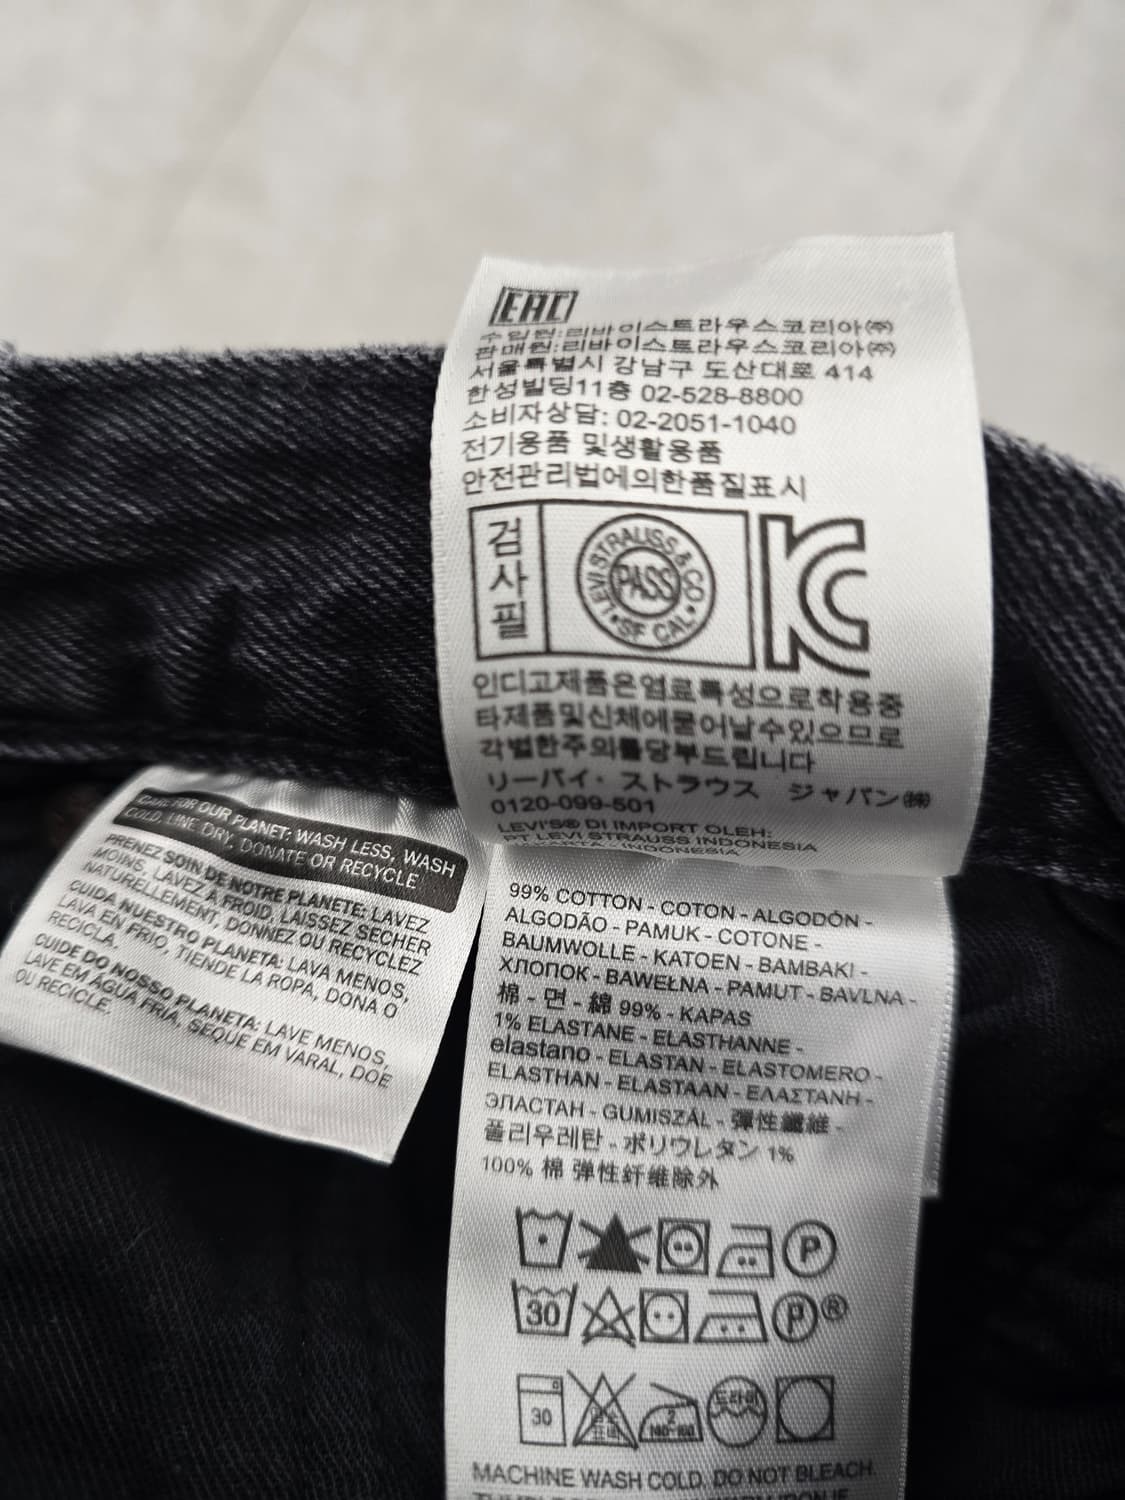 EAC
수입원:리바이스트라우스코리아㈜
판매원:리바이스트라우스코리아㈜
서울특별시 강남구 도산대로 414
한성빌딩11층 02-528-8800
소비자상담: 02-2051-1040
전기용품 및생활용품
안전관리법에의한품질표시
검사필
LEVI STRAUSS & CO
PASS
SF CAL
KC
인디고제품은염료특성으로착용중
타제품및신체에묻어날수있으므로
각별한주의를당부드립니다
リーバイ・ストラウス ジャパン㈱
0120-099-501
LEVI'S® DI IMPORT OLEH:
PT LEVI STRAUSS INDONESIA
JAKARTA - INDONESIA
CARE FOR OUR PLANET: WASH LESS, WASH
COLD, LINE DRY, DONATE OR RECYCLE
PRENEZ SOIN DE NOTRE PLANETE: LAVEZ
MOINS, LAVEZ À FROID, LAISSEZ SECHER
NATURELLEMENT, DONNEZ OU RECYCLEZ
CUIDA NUESTRO PLANETA: LAVA MENOS,
LAVA EN FRIO, TIENDE LA ROPA, DONA O
RECICLA.
CUIDE DO NOSSO PLANETA: LAVE MENOS,
LAVE EM ÁGUA FRIA, SEQUE EM VARAL, DOE
OU RECICLE.
99% COTTON - COTON - ALGODÓN -
ALGODÃO - PAMUK - COTONE -
BAUMWOLLE - KATOEN - BAMBAKI -
ХЛОПОК - BAWEŁNA - PAMUT - BAVLNA -
棉 - 면 - 綿 99% - KAPAS
1% ELASTANE - ELASTHANNE -
elastano - ELASTAN - ELASTOMERO -
ELASTHAN - ELASTAAN - ΕΛΑΣΤΑΝΗ -
ЭЛАСТАН - GUMISZÁL - 彈性纖維 -
폴리우레탄 - ポリウレタン 1%
100% 棉 弹性纤维除外
P
30
P®
30
2
140-160
드라이
MACHINE WASH COLD. DO NOT BLEACH.